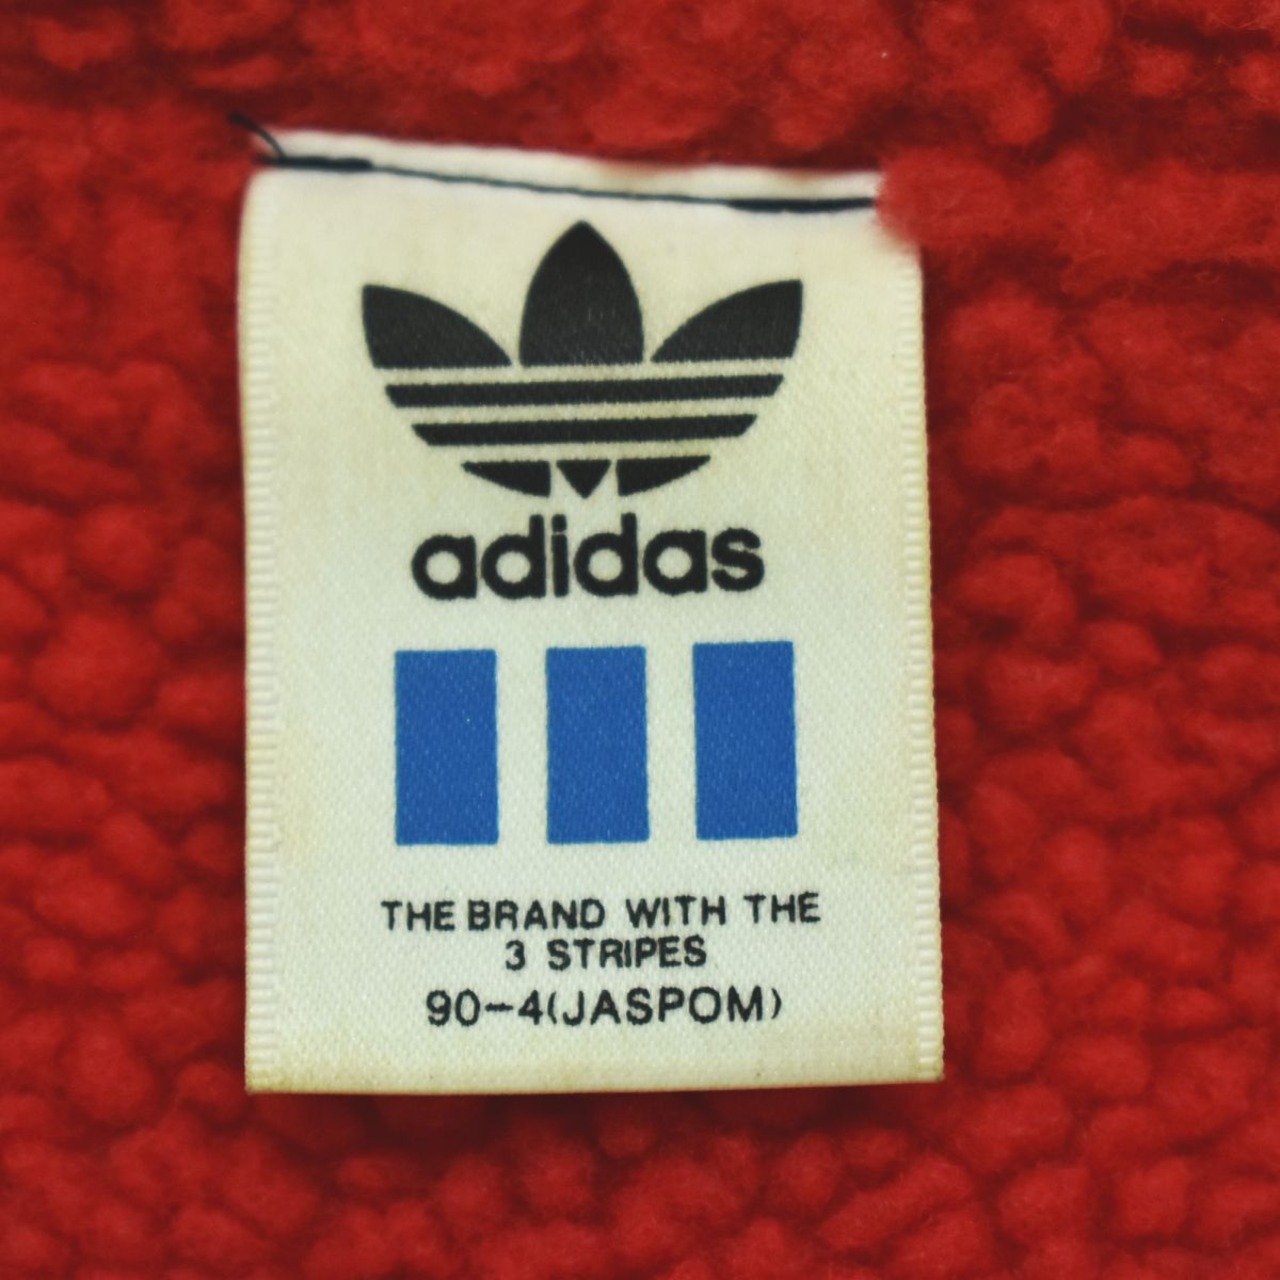 adidas
THE BRAND WITH THE
3 STRIPES
90-4(JASPOM)